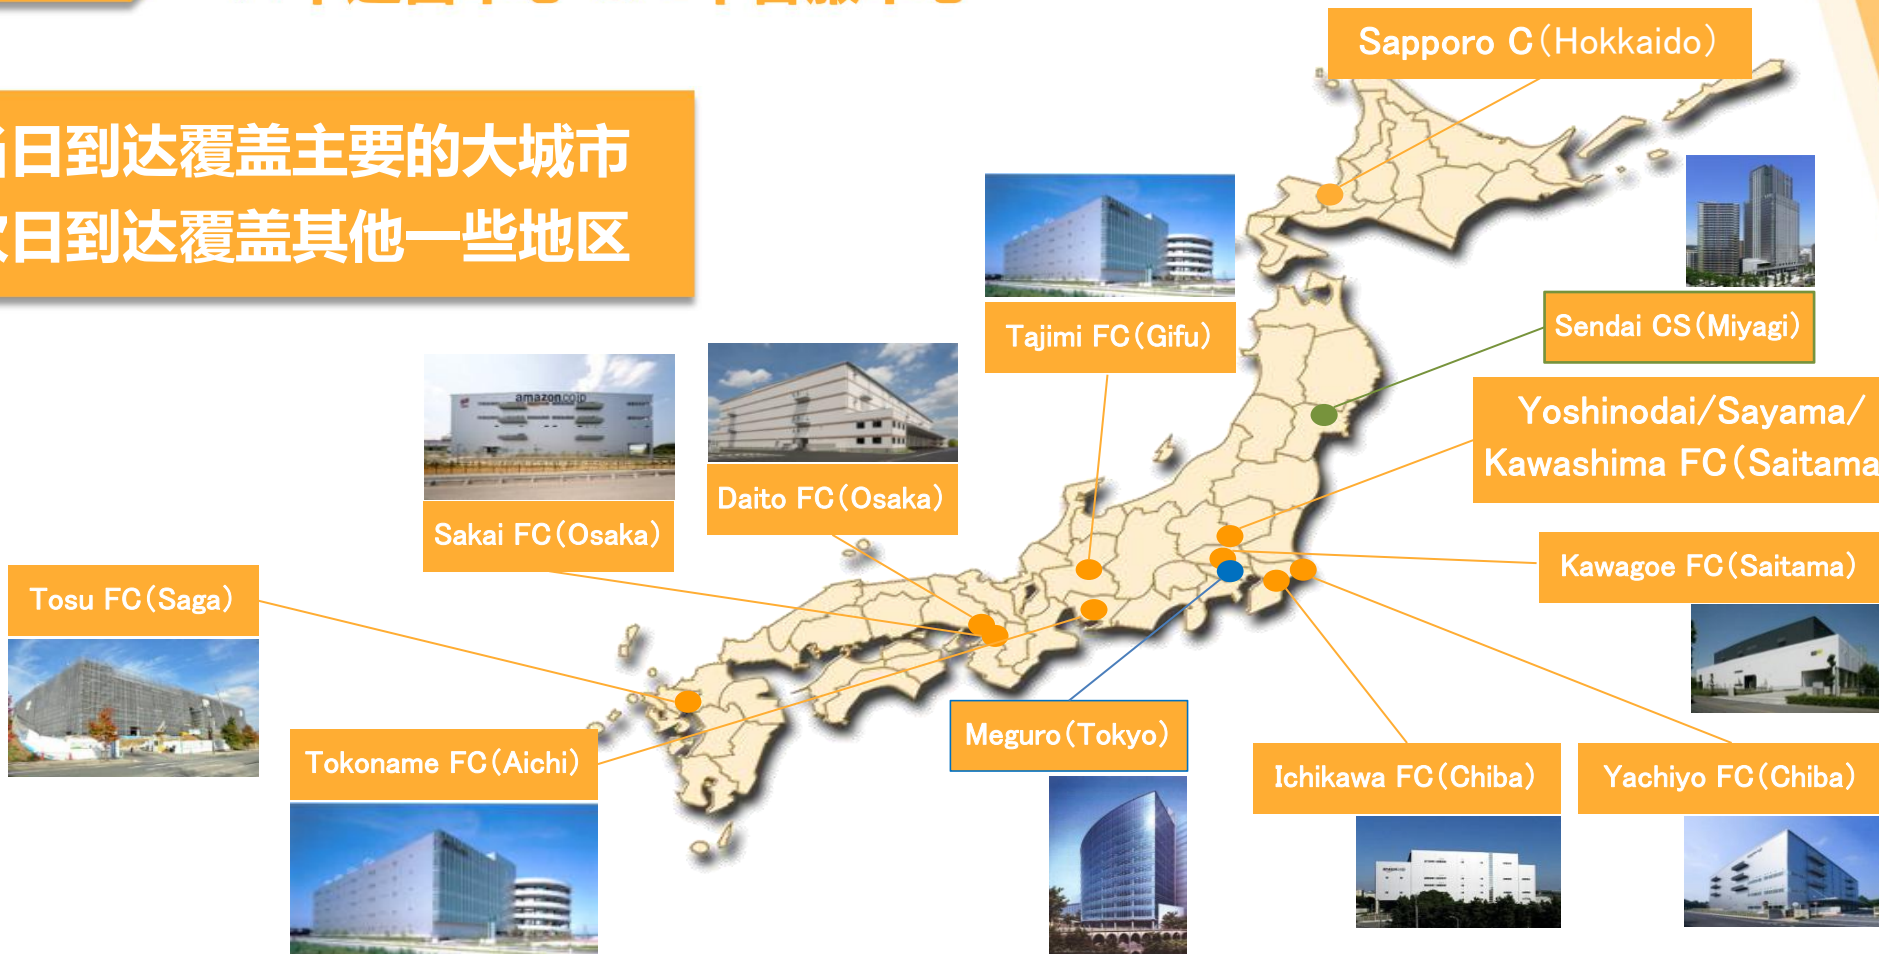 Sapporo C(Hokkaido)
日到达覆盖主要的大城市
日到达覆盖其他一些地区
Sendai CS(Miyagi)
Tajimi FC(Gifu)
Yoshinodai/Sayama/
Kawashima FC(Saitama
amazon.co.jp
Daito FC(Osaka)
Sakai FC(Osaka)
Kawagoe FC(Saitama)
Tosu FC(Saga)
Meguro(Tokyo)
Tokoname FC(Aichi)
Ichikawa FC(Chiba)
Yachiyo FC(Chiba)